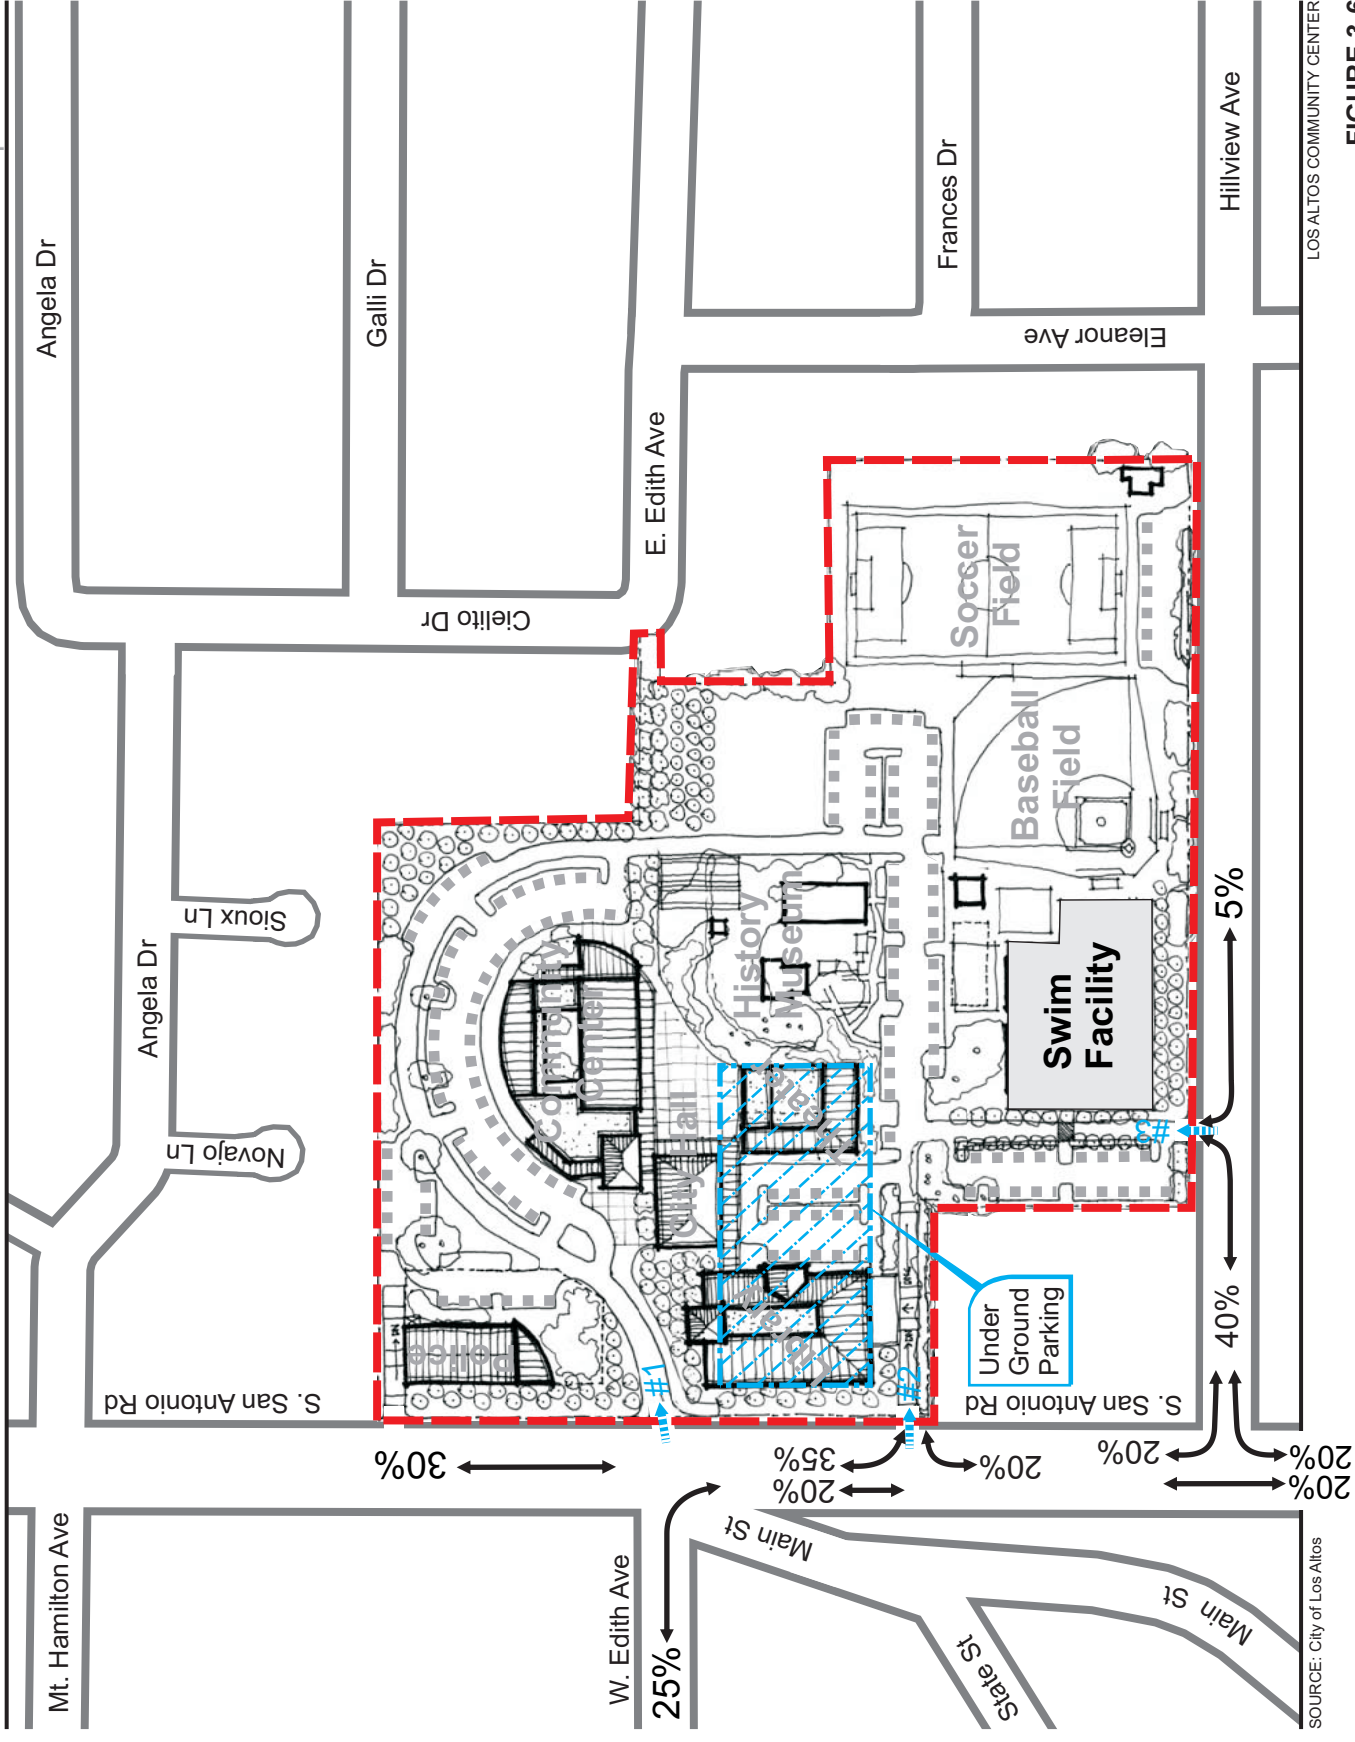 Angela Dr
Galli Dr
E. Edith Ave
Frances Dr
Hillview Ave
Eleanor Ave
Cielito Dr
Sioux Ln
Angela Dr
Novajo Ln
Soccer
Field
Baseball
Field
History
Museum
Community
Center
City Hall
Theater
Swim
Facility
Police
Library
#1
#2
#3
Under
Ground
Parking
S. San Antonio Rd
S. San Antonio Rd
5%
40%
30%
35%
20%
20%
20%
20%
20%
25%
Mt. Hamilton Ave
W. Edith Ave
Main St
State St
Main St
SOURCE: City of Los Altos
LOS ALTOS COMMUNITY CENTER